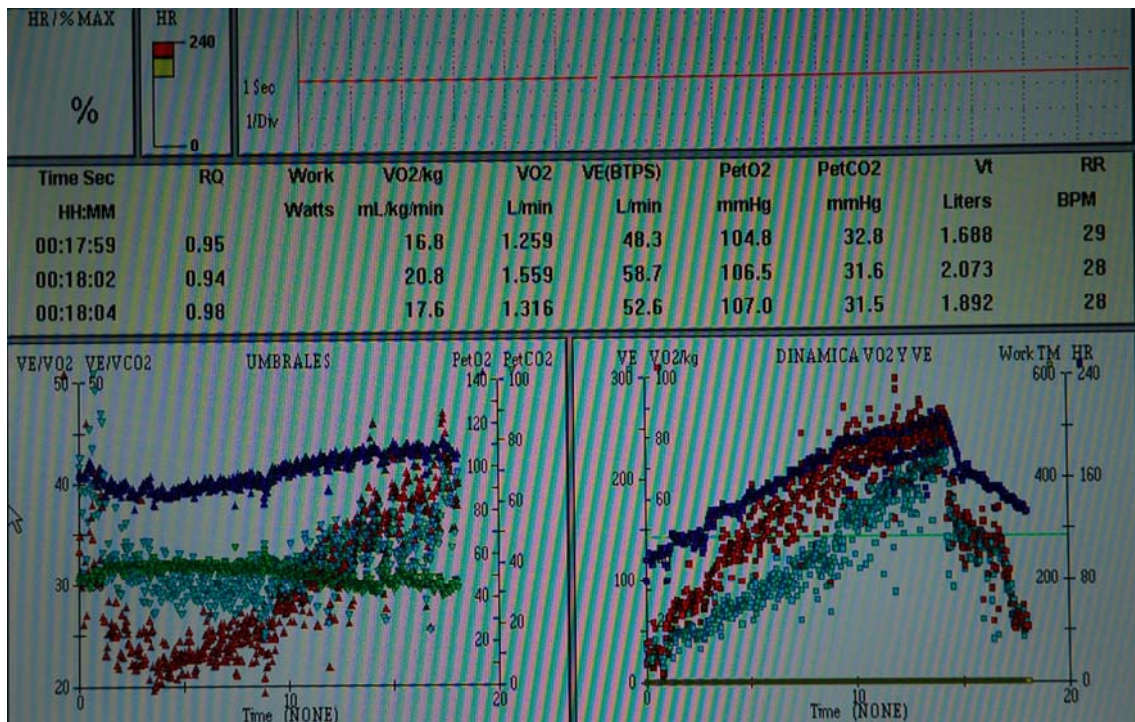 HR / % MAX
HR
240
%
0
1 Sec
1/Div
Time Sec RQ Work VO2/kg VO2 VE(BTPS) PetO2 PetCO2 Vt RR
HH:MM Watts mL/kg/min L/min L/min mmHg mmHg Liters BPM
00:17:59 0.95 16.8 1.259 48.3 104.8 32.8 1.688 29
00:18:02 0.94 20.8 1.559 58.7 106.5 31.6 2.073 28
00:18:04 0.98 17.6 1.316 52.6 107.0 31.5 1.892 28
VE/VO2 VE/VCO2 UMBRALES PetO2 PetCO2
50 50 140 100
120 80
40 100
80 60
60 40
30 40
20 20
20 0 10 0 0 20
Time (NONE)
VE VO2/kg DINAMICA VO2 Y VE Work TM HR
300 100 600 240
80
200 60 400 160
100 200 80
0 0 10 0 0 20
Time (NONE)